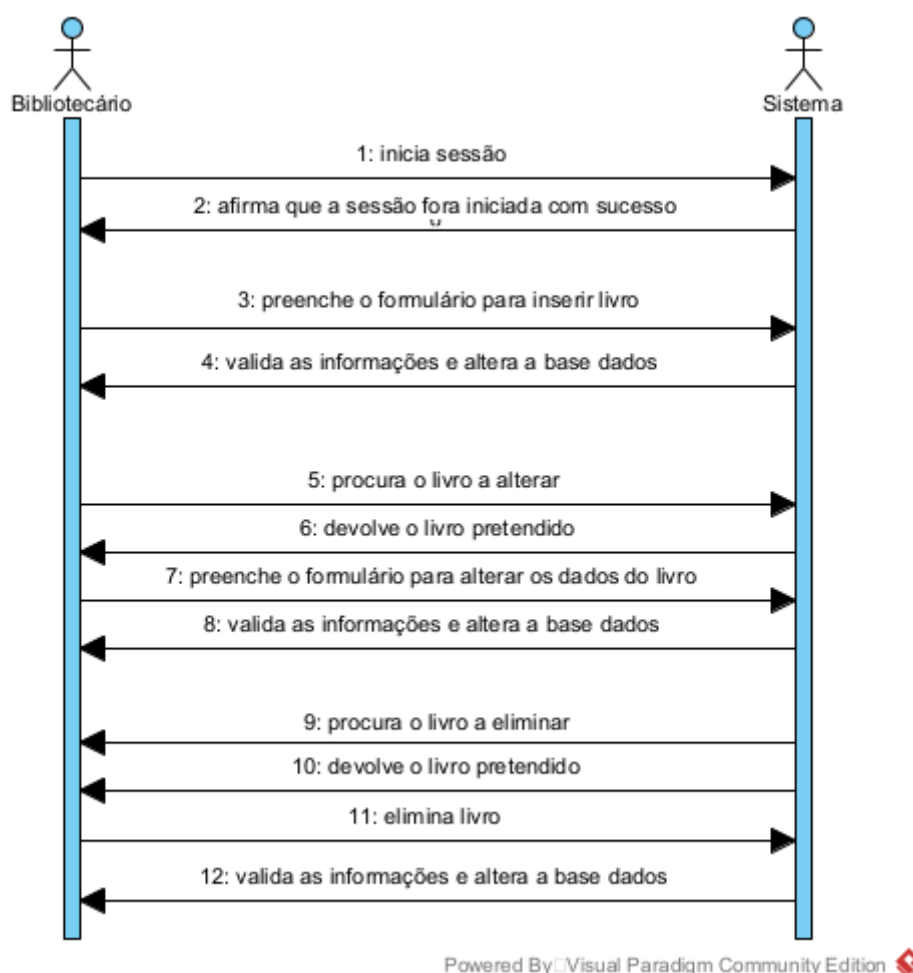 Bibliotecário
Sistema
1: inicia sessão
2: afirma que a sessão fora iniciada com sucesso
3: preenche o formulário para inserir livro
4: valida as informações e altera a base dados
5: procura o livro a alterar
6: devolve o livro pretendido
7: preenche o formulário para alterar os dados do livro
8: valida as informações e altera a base dados
9: procura o livro a eliminar
10: devolve o livro pretendido
11: elimina livro
12: valida as informações e altera a base dados
Powered By□Visual Paradigm Community Edition